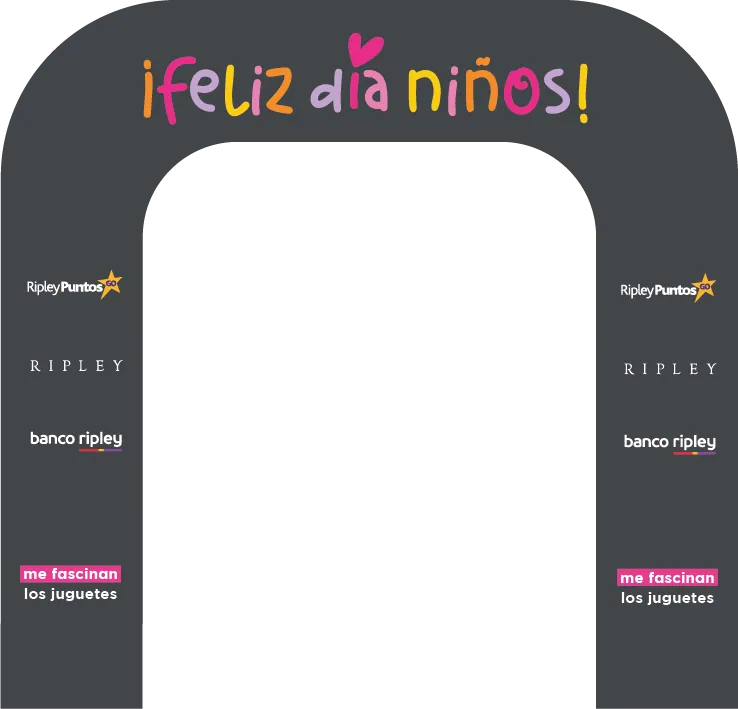 ¡feliz día niños!
RipleyPuntos GO
RIPLEY
banco ripley
me fascinan
los juguetes
RipleyPuntos GO
RIPLEY
banco ripley
me fascinan
los juguetes